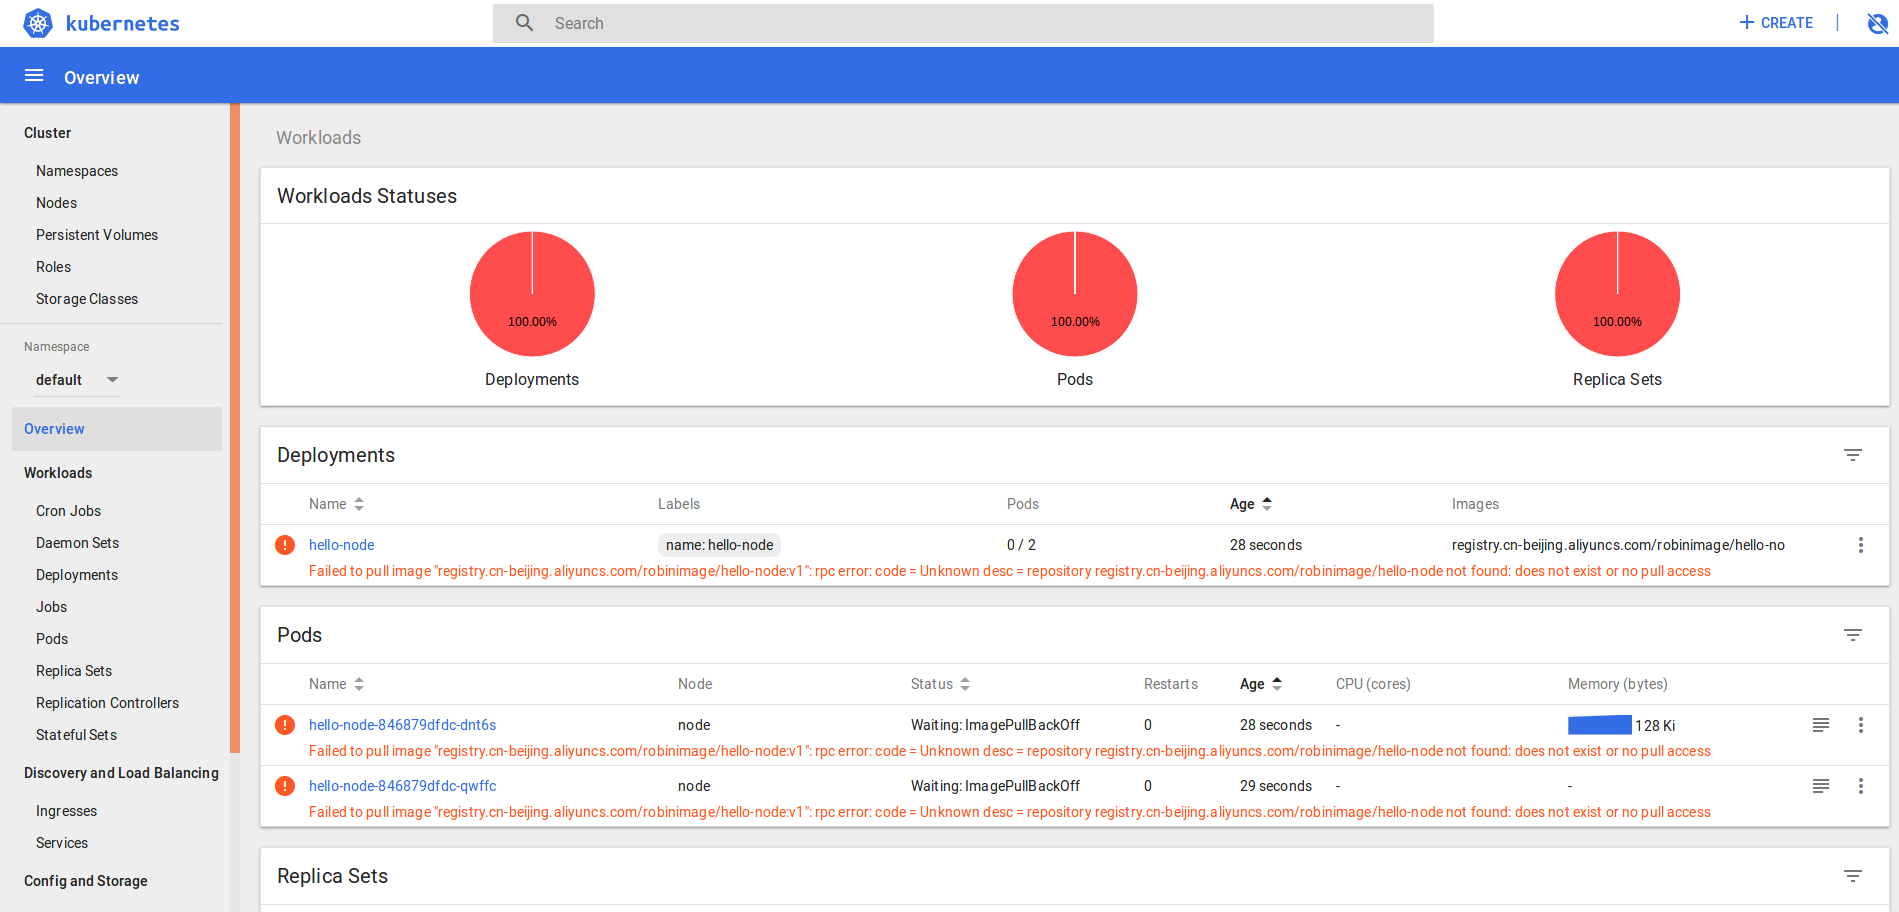 kubernetes
Search
CREATE
Overview
Cluster
Namespaces
Nodes
Persistent Volumes
Roles
Storage Classes
Namespace
default
Overview
Workloads
Cron Jobs
Daemon Sets
Deployments
Jobs
Pods
Replica Sets
Replication Controllers
Stateful Sets
Discovery and Load Balancing
Ingresses
Services
Config and Storage
Workloads
Workloads Statuses
100.00% 100.00% 100.00%
Deployments Pods Replica Sets
Deployments
Name Labels Pods Age Images
hello-node name: hello-node 0 / 2 28 seconds registry.cn-beijing.aliyuncs.com/robinimage/hello-no
Failed to pull image "registry.cn-beijing.aliyuncs.com/robinimage/hello-node:v1": rpc error: code = Unknown desc = repository registry.cn-beijing.aliyuncs.com/robinimage/hello-node not found: does not exist or no pull access
Pods
Name Node Status Restarts Age CPU (cores) Memory (bytes)
hello-node-846879dfdc-dnt6s node Waiting: ImagePullBackOff 0 28 seconds - 128 Ki
Failed to pull image "registry.cn-beijing.aliyuncs.com/robinimage/hello-node:v1": rpc error: code = Unknown desc = repository registry.cn-beijing.aliyuncs.com/robinimage/hello-node not found: does not exist or no pull access
hello-node-846879dfdc-qwffc node Waiting: ImagePullBackOff 0 29 seconds - -
Failed to pull image "registry.cn-beijing.aliyuncs.com/robinimage/hello-node:v1": rpc error: code = Unknown desc = repository registry.cn-beijing.aliyuncs.com/robinimage/hello-node not found: does not exist or no pull access
Replica Sets